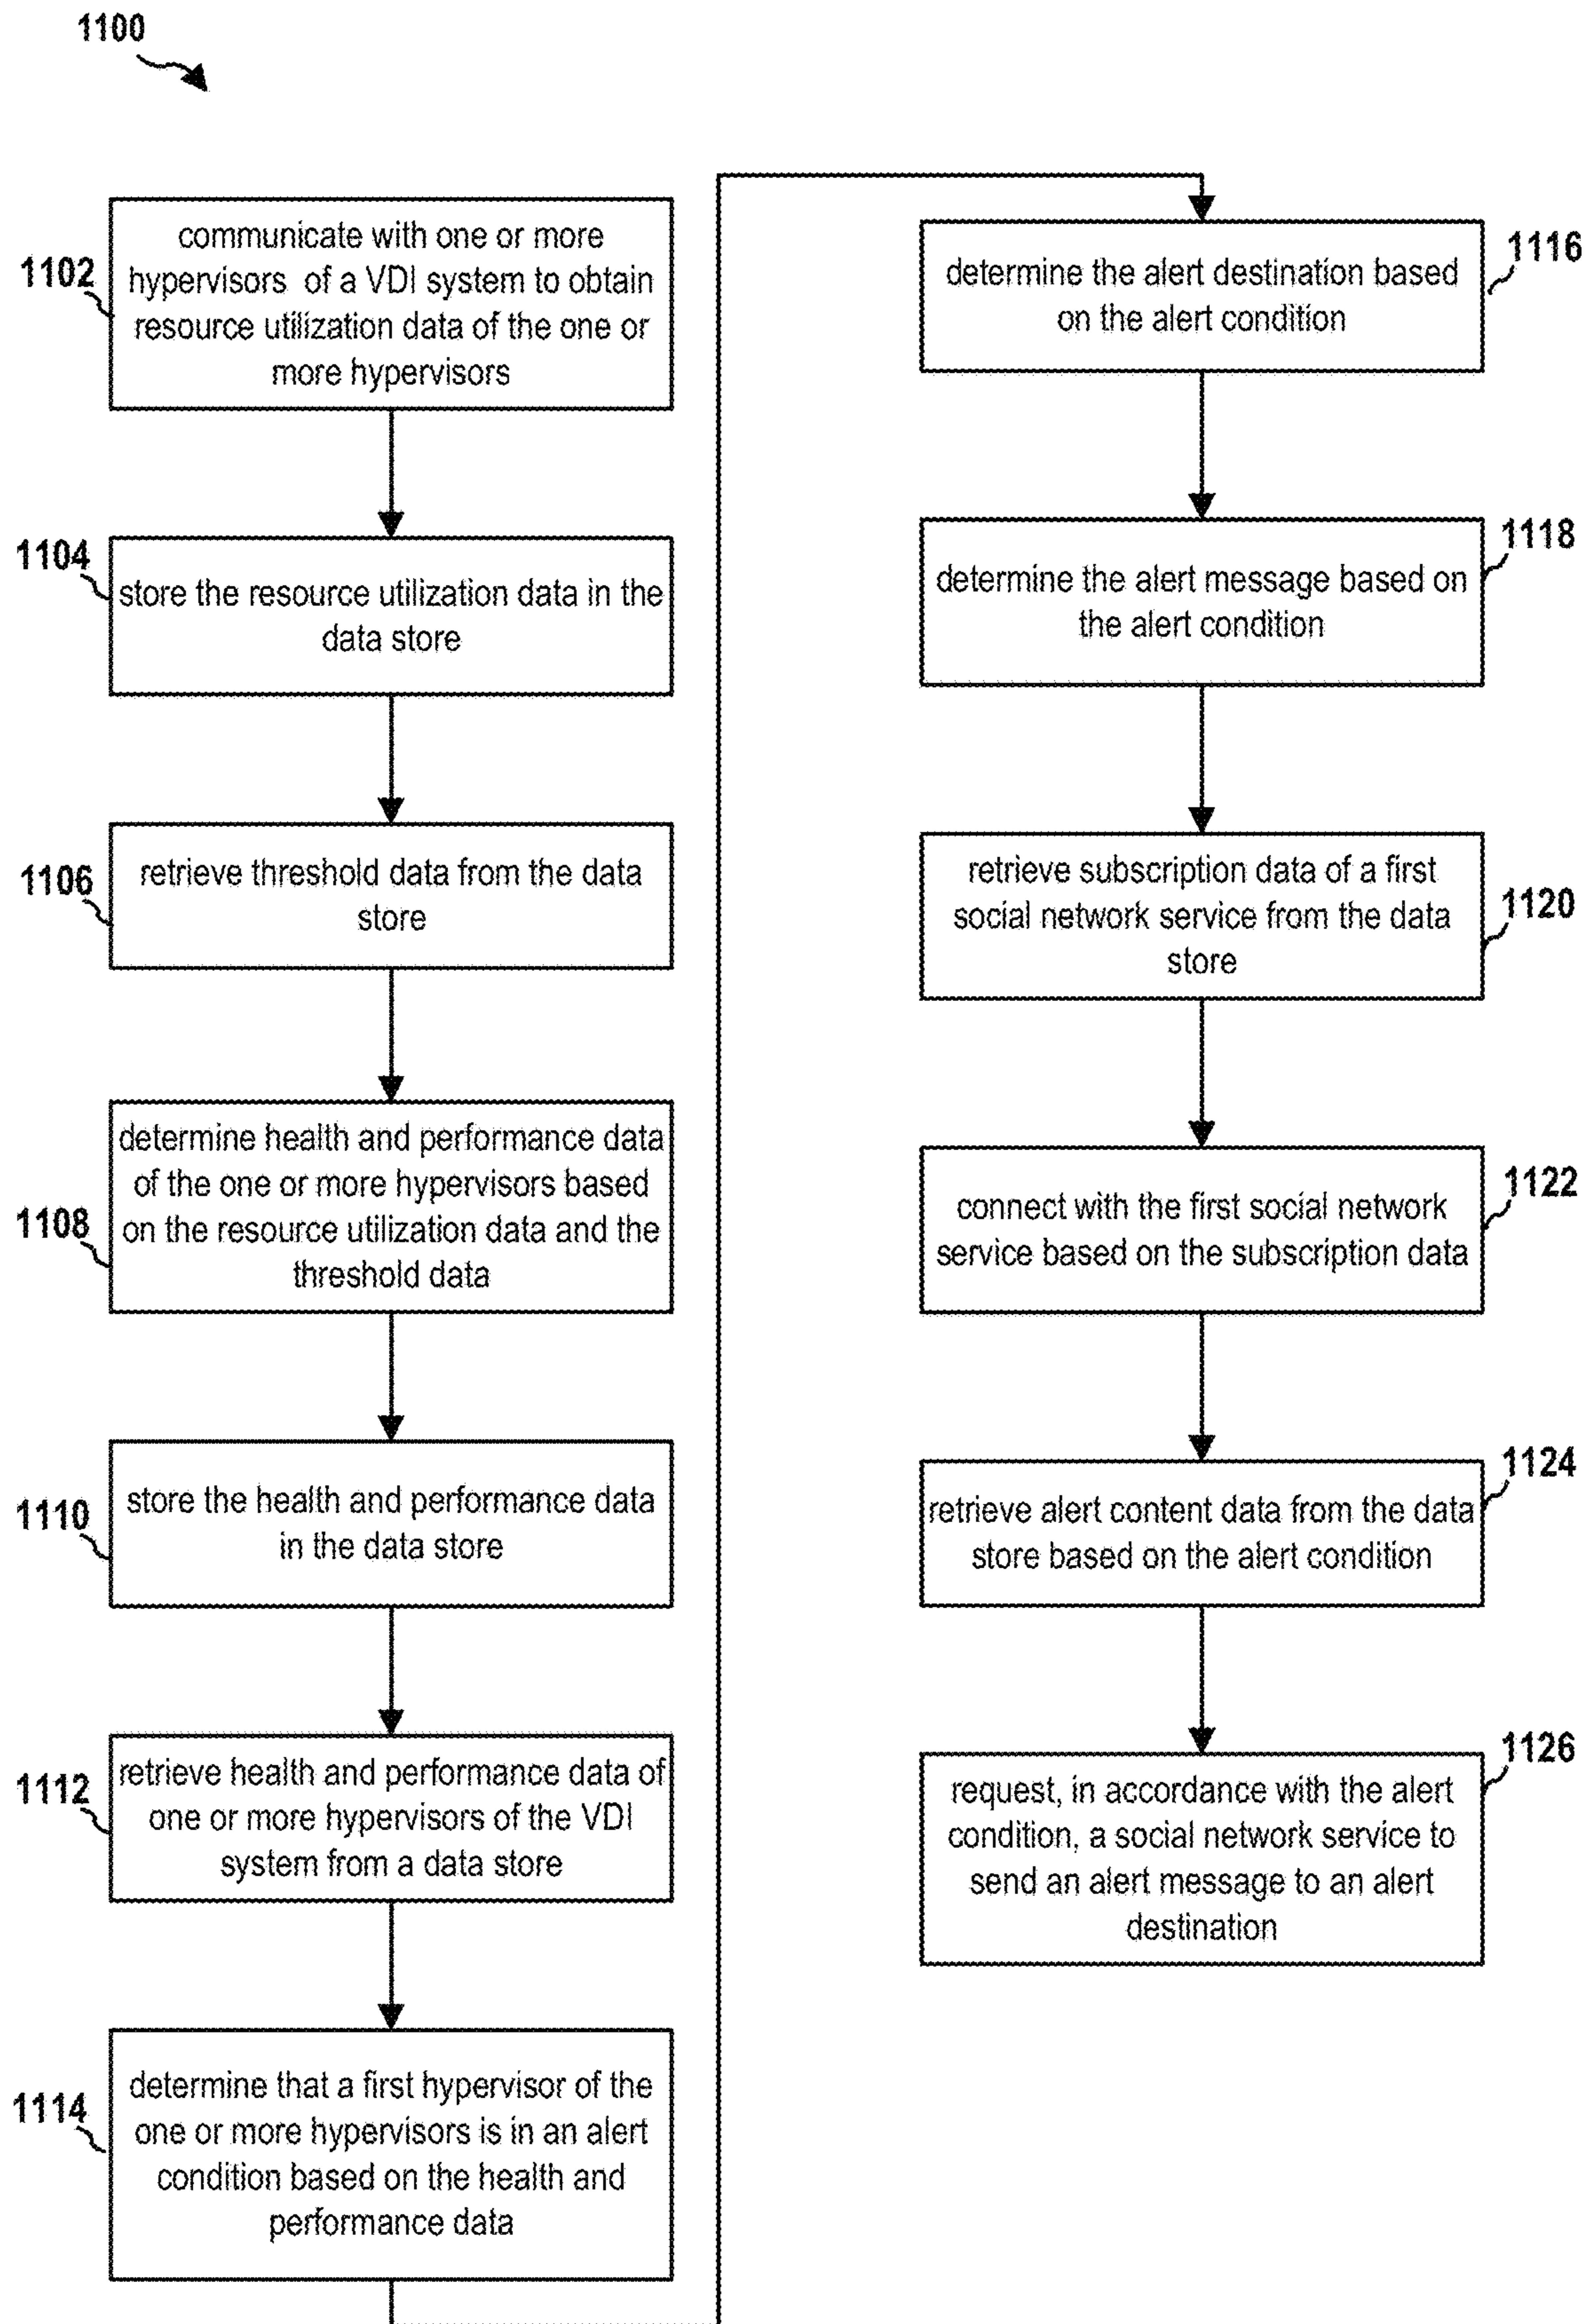 1100
1102
communicate with one or more
hypervisors of a VDI system to obtain
resource utilization data of the one or
more hypervisors
1104
store the resource utilization data in the
data store
1106
retrieve threshold data from the data
store
1108
determine health and performance data
of the one or more hypervisors based
on the resource utilization data and the
threshold data
1110
store the health and performance data
in the data store
1112
retrieve health and performance data of
one or more hypervisors of the VDI
system from a data store
1114
determine that a first hypervisor of the
one or more hypervisors is in an alert
condition based on the health and
performance data
1116
determine the alert destination based
on the alert condition
1118
determine the alert message based on
the alert condition
1120
retrieve subscription data of a first
social network service from the data
store
1122
connect with the first social network
service based on the subscription data
1124
retrieve alert content data from the data
store based on the alert condition
1126
request, in accordance with the alert
condition, a social network service to
send an alert message to an alert
destination